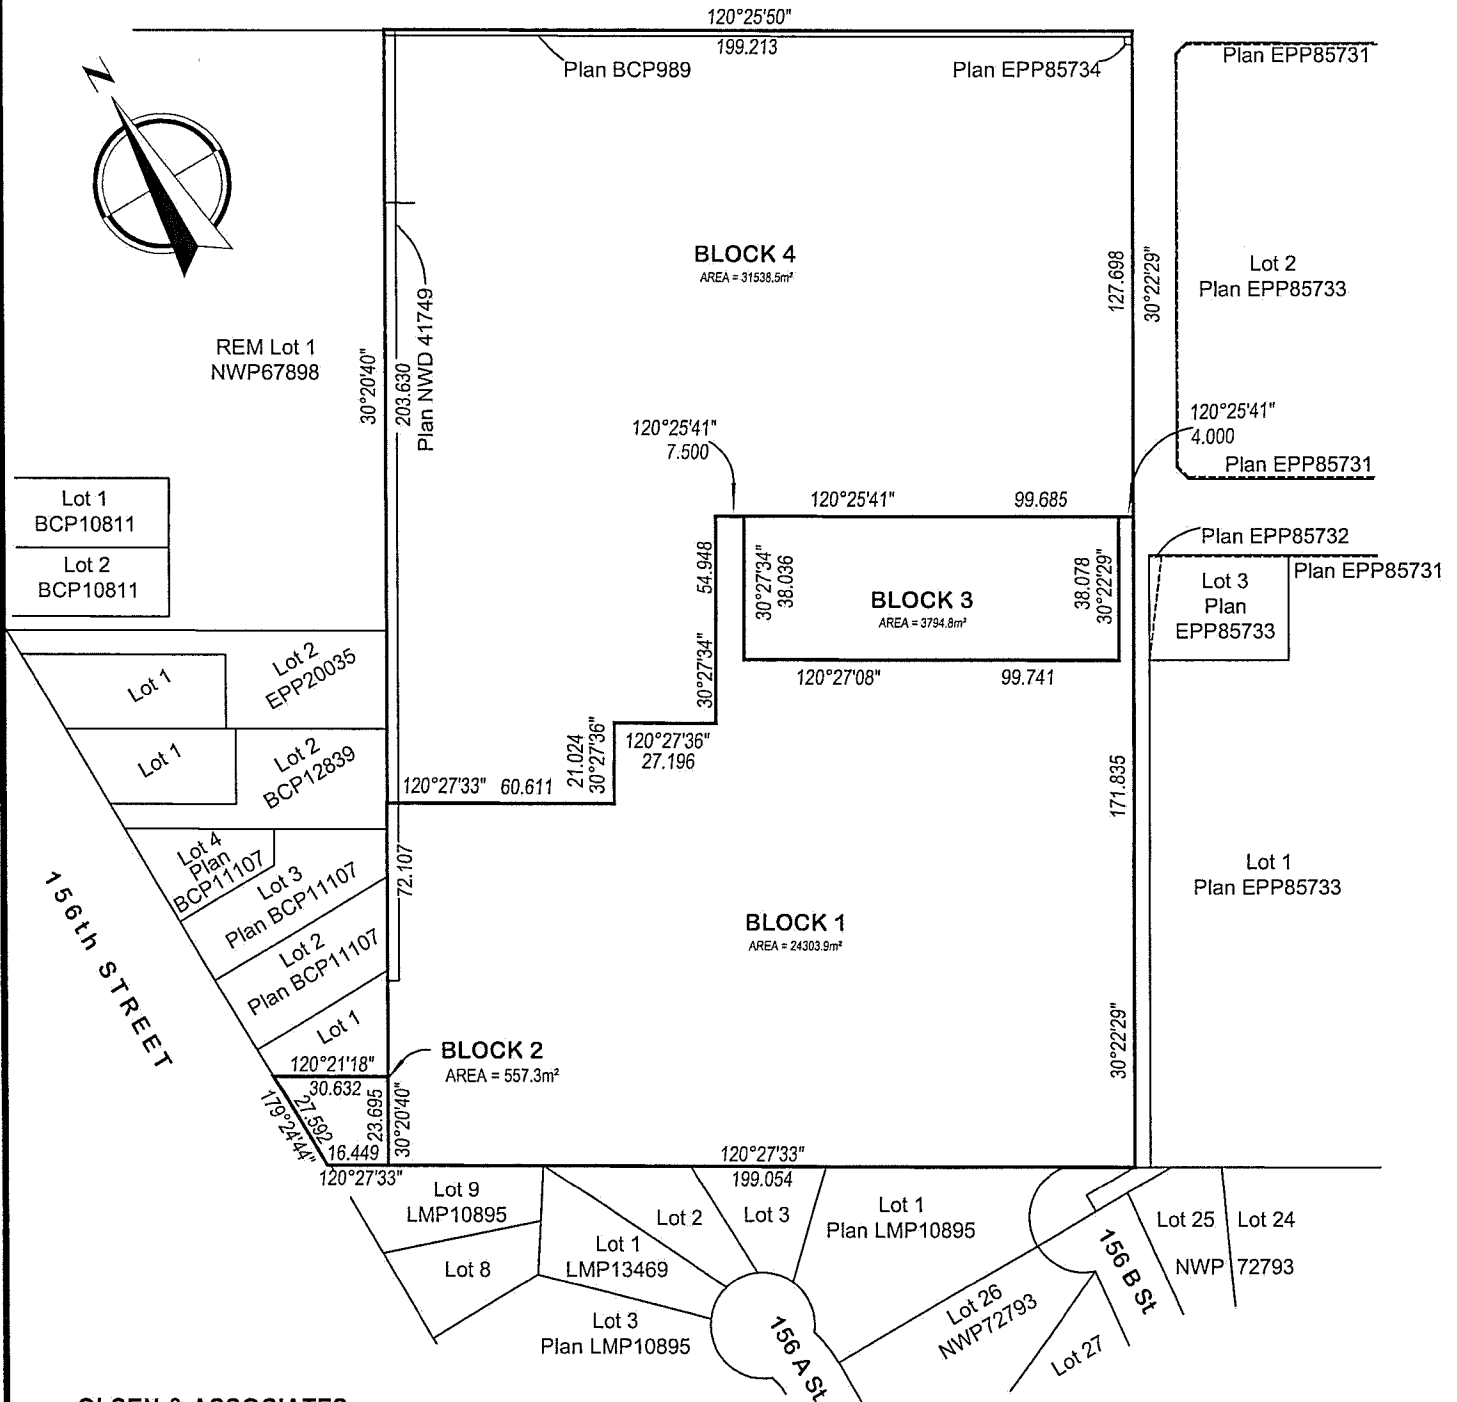 120°25'50"
199.213
Plan BCP989
Plan EPP85734
Plan EPP85731
N
BLOCK 4
AREA = 31538.5m²
127.698
30°22'29"
Lot 2
Plan EPP85733
REM Lot 1
NWP67898
30°20'40"
203.630
Plan NWD 41749
120°25'41"
7.500
120°25'41"
4.000
Plan EPP85731
Lot 1
BCP10811
Lot 2
BCP10811
120°25'41"
99.685
54.948
30°27'34"
30°27'34"
38.036
BLOCK 3
AREA = 3794.8m²
38.078
30°22'29"
Plan EPP85732
Plan EPP85731
Lot 3
Plan
EPP85733
120°27'08"
99.741
Lot 1
Lot 2
EPP20035
Lot 1
Lot 2
BCP12839
120°27'33"
60.611
21.024
30°27'36"
120°27'36"
27.196
171.835
Lot 4
Plan
BCP11107
Lot 3
Plan BCP11107
72.107
Lot 2
Plan BCP11107
Lot 1
156th STREET
BLOCK 1
AREA = 24303.9m²
Lot 1
Plan EPP85733
30°22'29"
BLOCK 2
AREA = 557.3m²
120°21'18"
30.632
27.592
179°24'44"
23.695
30°20'40"
16.449
120°27'33"
120°27'33"
199.054
Lot 9
LMP10895
Lot 8
Lot 1
LMP13469
Lot 2
Lot 3
Lot 1
Plan LMP10895
Lot 3
Plan LMP10895
156 A St
Lot 26
NWP72793
Lot 27
156 B St
Lot 25
Lot 24
NWP 72793
OLSEN & ASSOCIATES